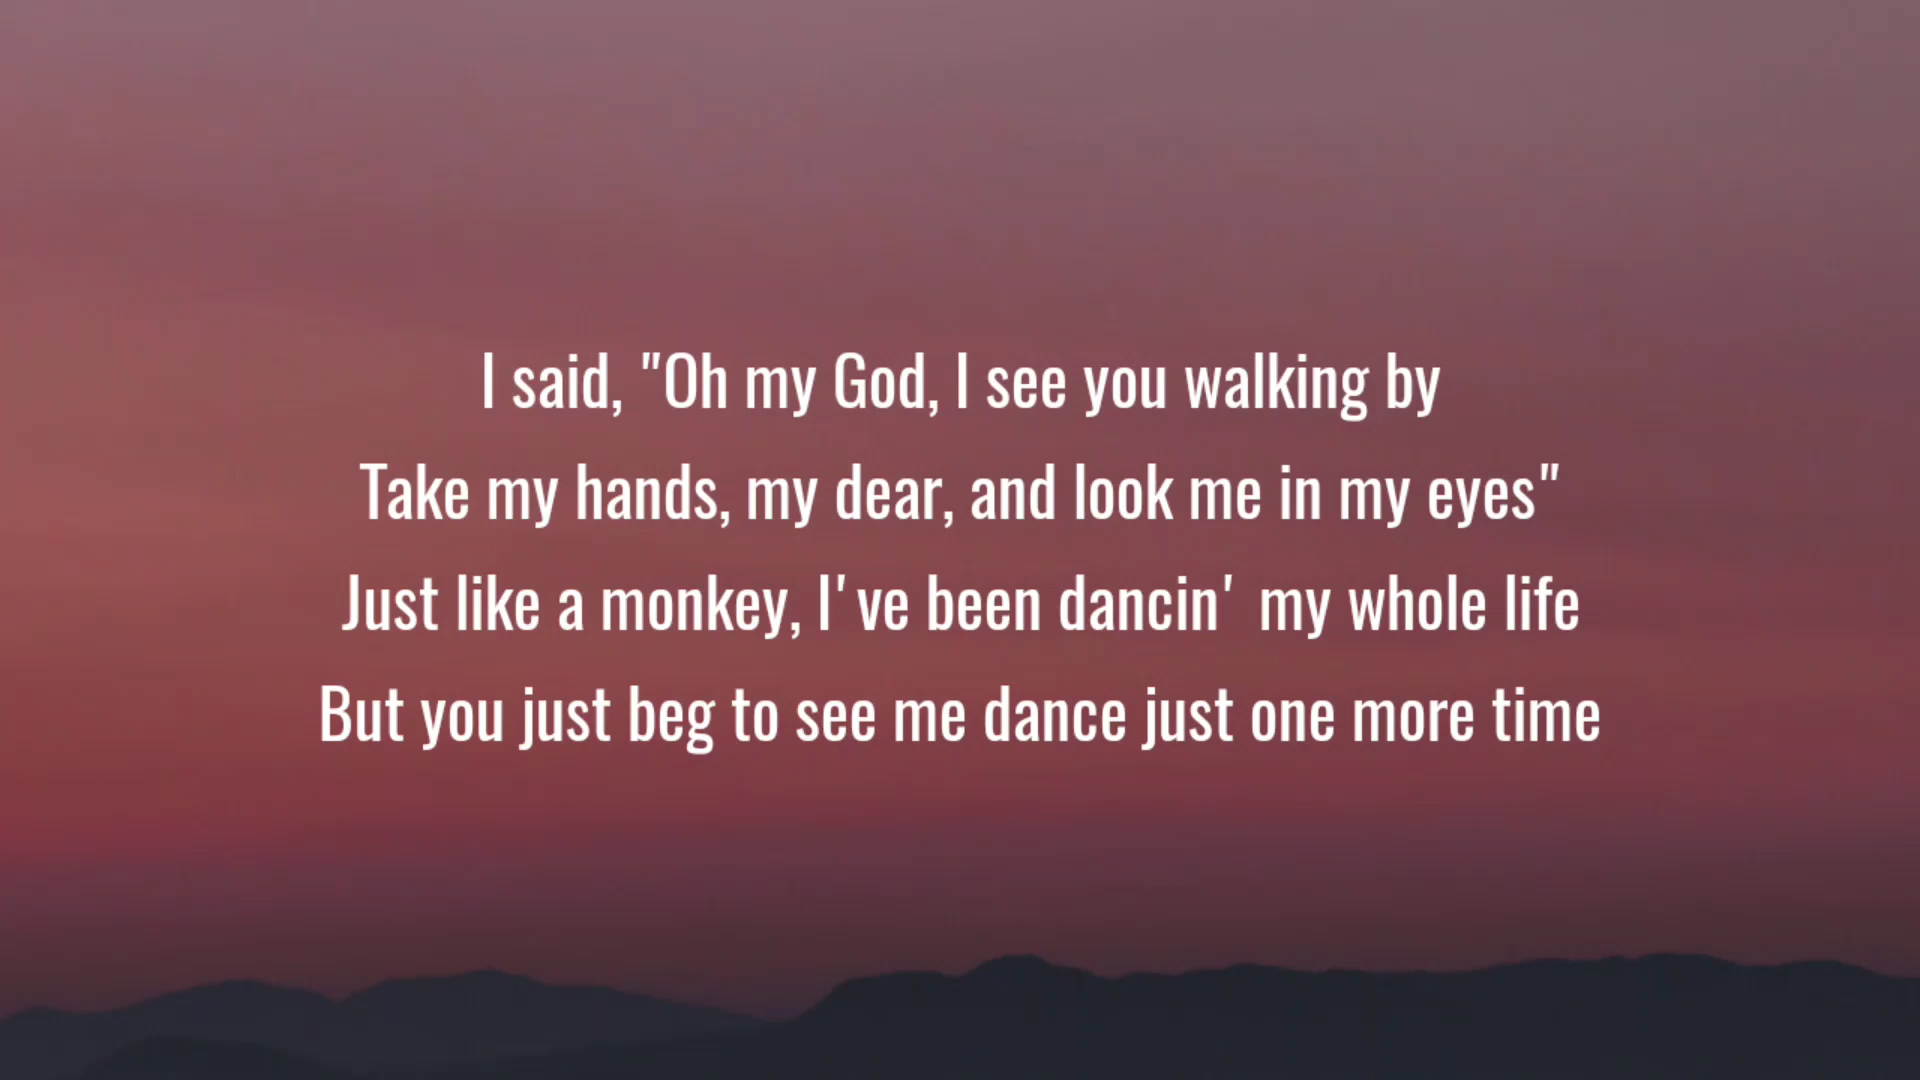 I said, "Oh my God, I see you walking by
Take my hands, my dear, and look me in my eyes"
Just like a monkey, I've been dancin' my whole life
But you just beg to see me dance just one more time